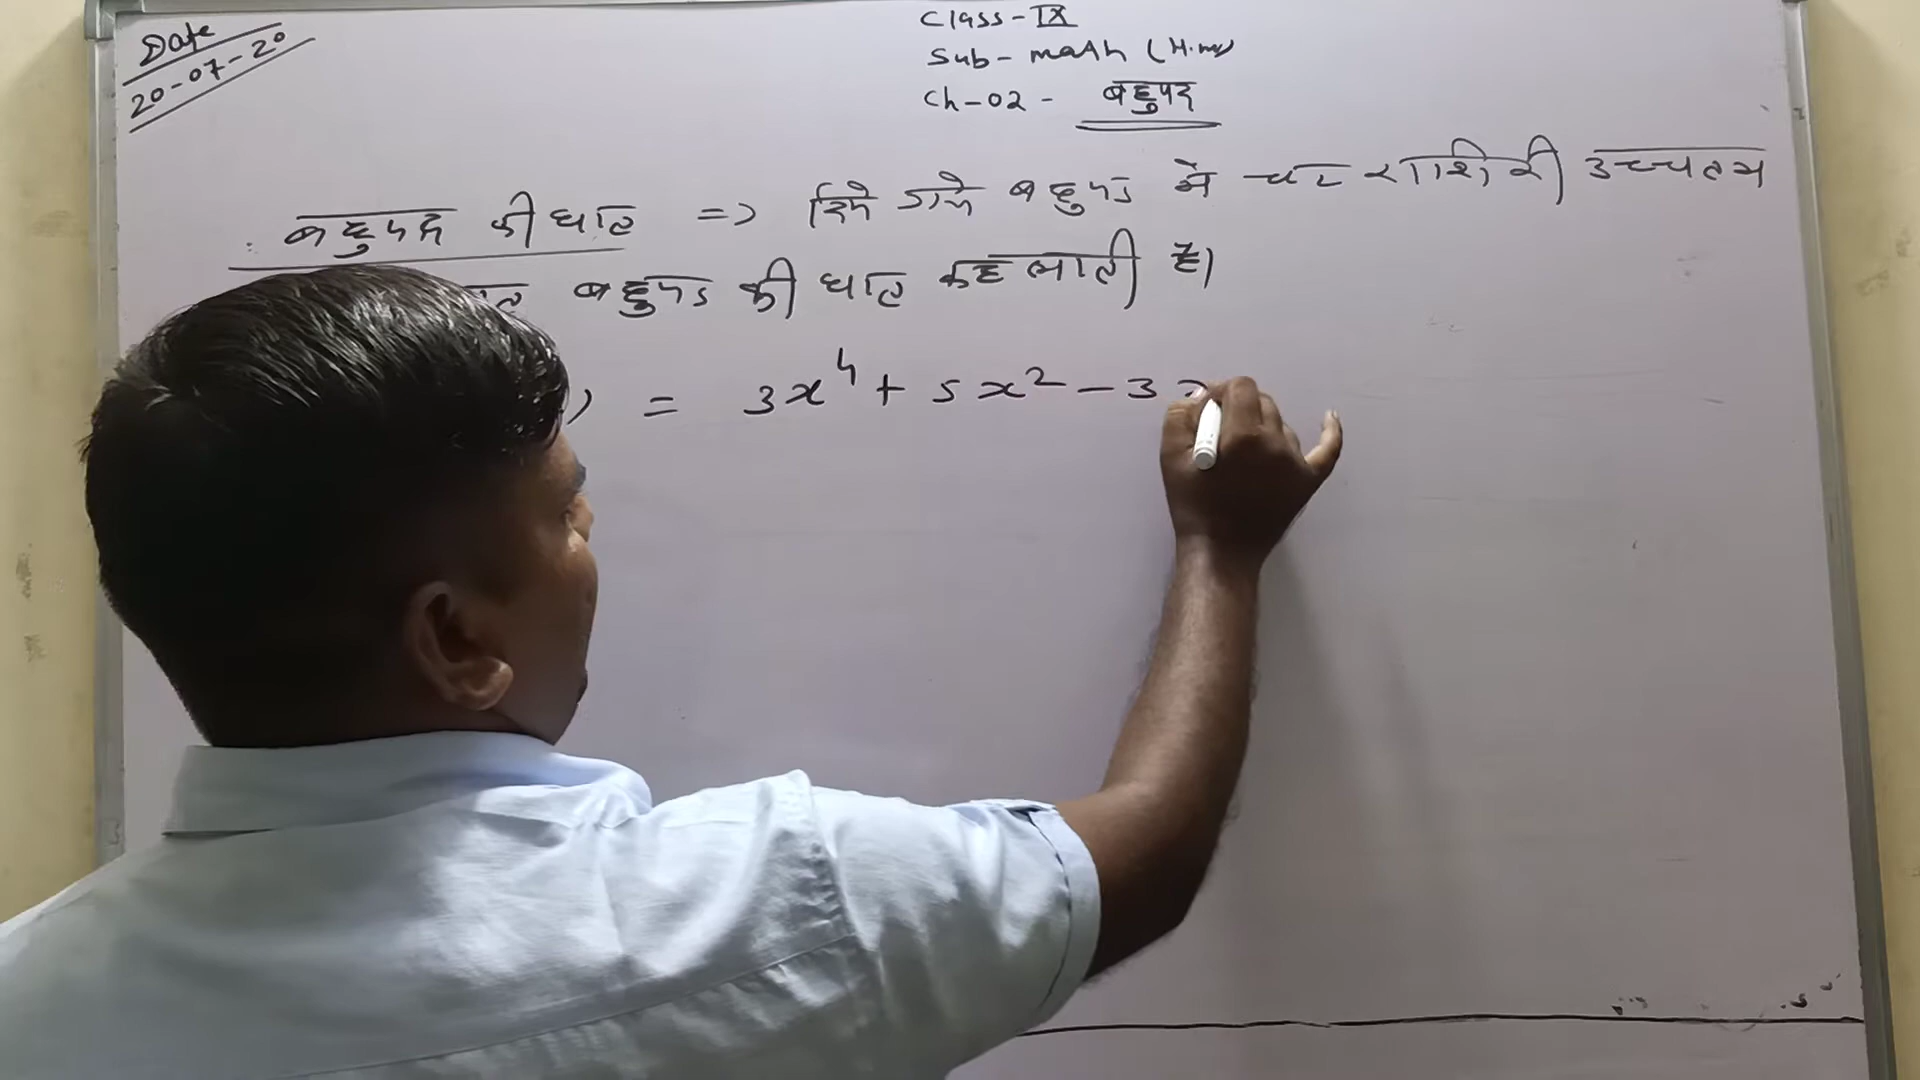 Date
20-07-20
Class-IX
Sub- math (Hind)
Ch-02 - बहुपद
बहुपद की घात => दिये गये बहुपद में चर राशि की उच्चतम
बहुपद की घात कहलाती है।
) = 3x⁴ + 5x² - 3